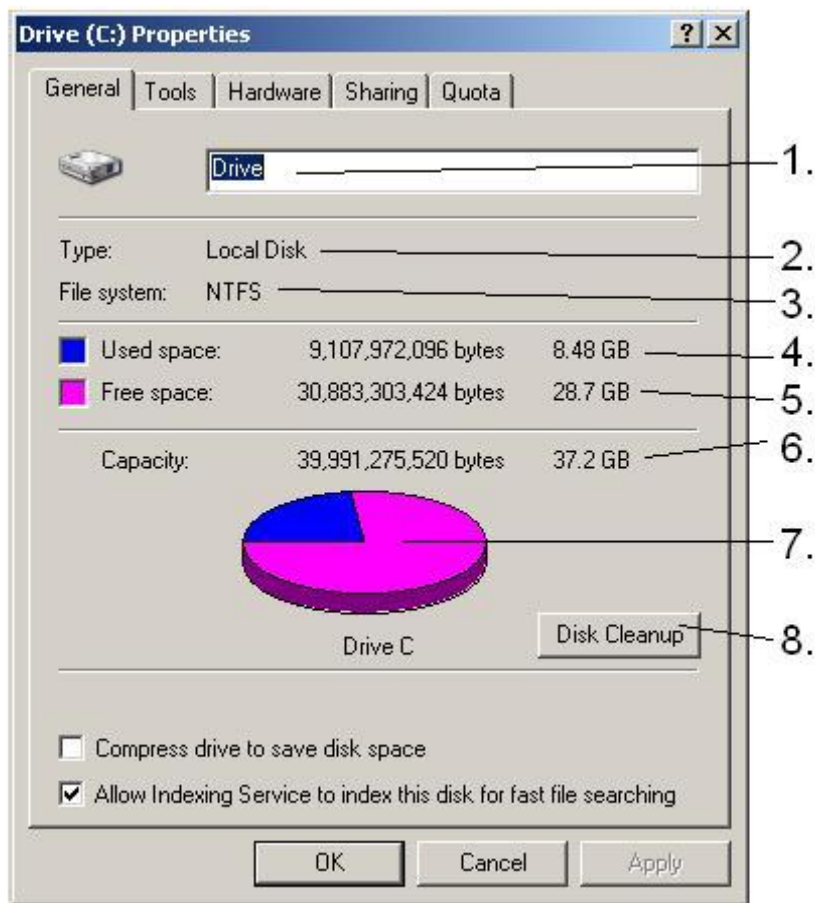 Drive (C:) Properties ? X
General Tools Hardware Sharing Quota
Drive 1.
Type: Local Disk 2.
File system: NTFS 3.
Used space: 9,107,972,096 bytes 8.48 GB 4.
Free space: 30,883,303,424 bytes 28.7 GB 5.
Capacity: 39,991,275,520 bytes 37.2 GB 6.
7.
Drive C Disk Cleanup 8.
Compress drive to save disk space
Allow Indexing Service to index this disk for fast file searching
OK Cancel Apply